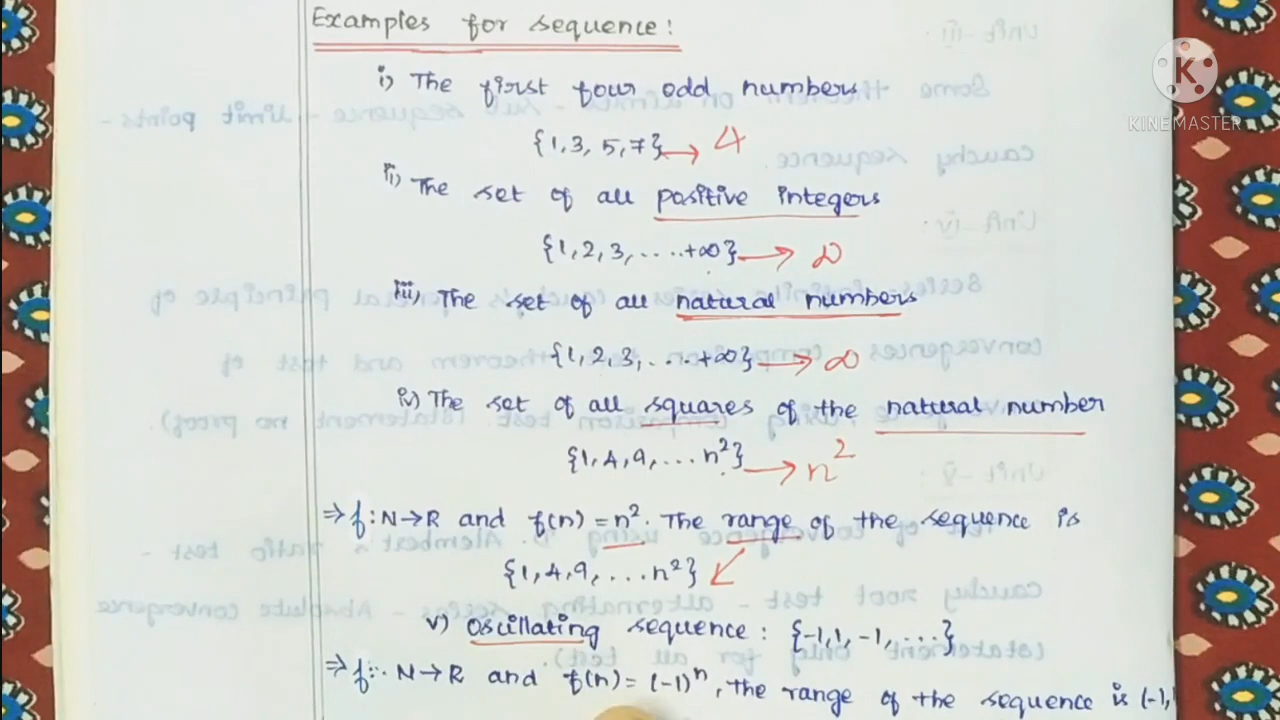 Examples for sequence:
i) The first four odd numbers
{1,3, 5,7} → 4
ii) The set of all positive integers
{1,2,3,.....+∞} → ∞
iii) The set of all natural numbers
{1,2,3,....+∞} → ∞
iv) The set of all squares of the natural number
{1,4,9,...n²} → n²
⇒ f:N→R and f(n)=n². The range of the sequence is
{1,4,9,...n²}
v) Oscillating sequence: {-1,1,-1,....}
⇒ f: N→R and f(n)=(-1)ⁿ, the range of the sequence is (-1,
K
KINEMASTER